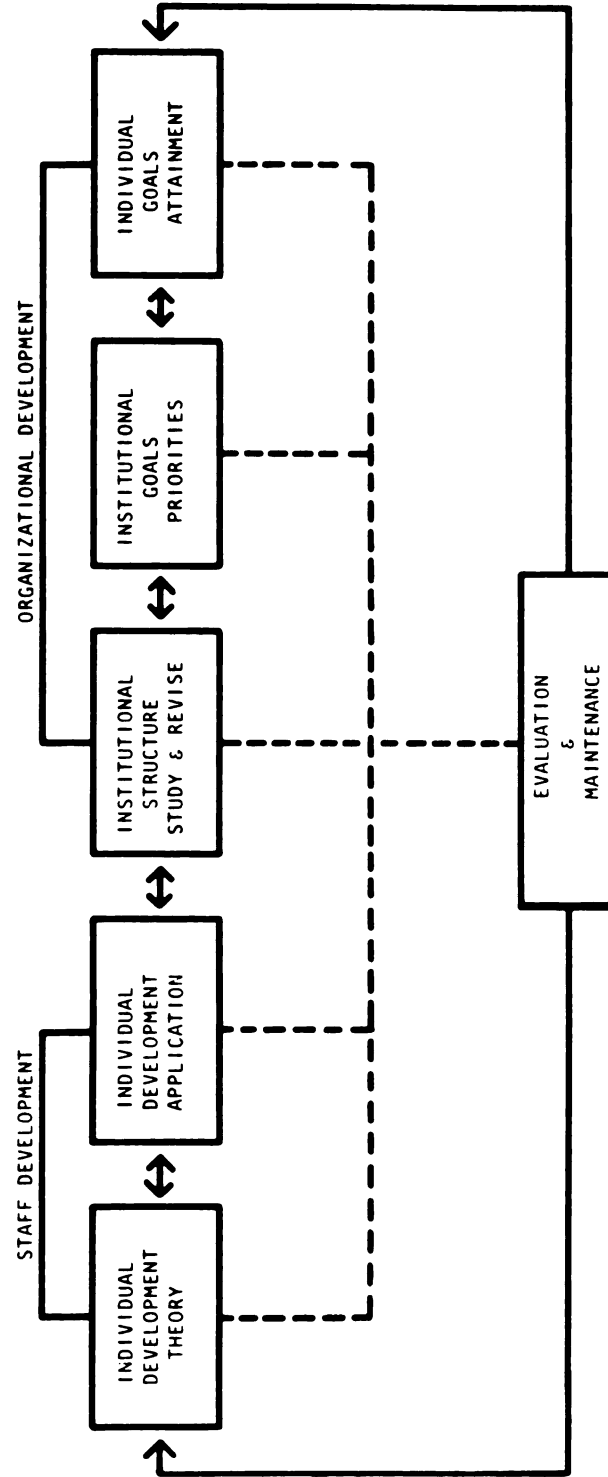 STAFF DEVELOPMENT
ORGANIZATIONAL DEVELOPMENT
INDIVIDUAL
DEVELOPMENT
THEORY
INDIVIDUAL
DEVELOPMENT
APPLICATION
INSTITUTIONAL
STRUCTURE
STUDY & REVISE
INSTITUTIONAL
GOALS
PRIORITIES
INDIVIDUAL
GOALS
ATTAINMENT
EVALUATION
&
MAINTENANCE